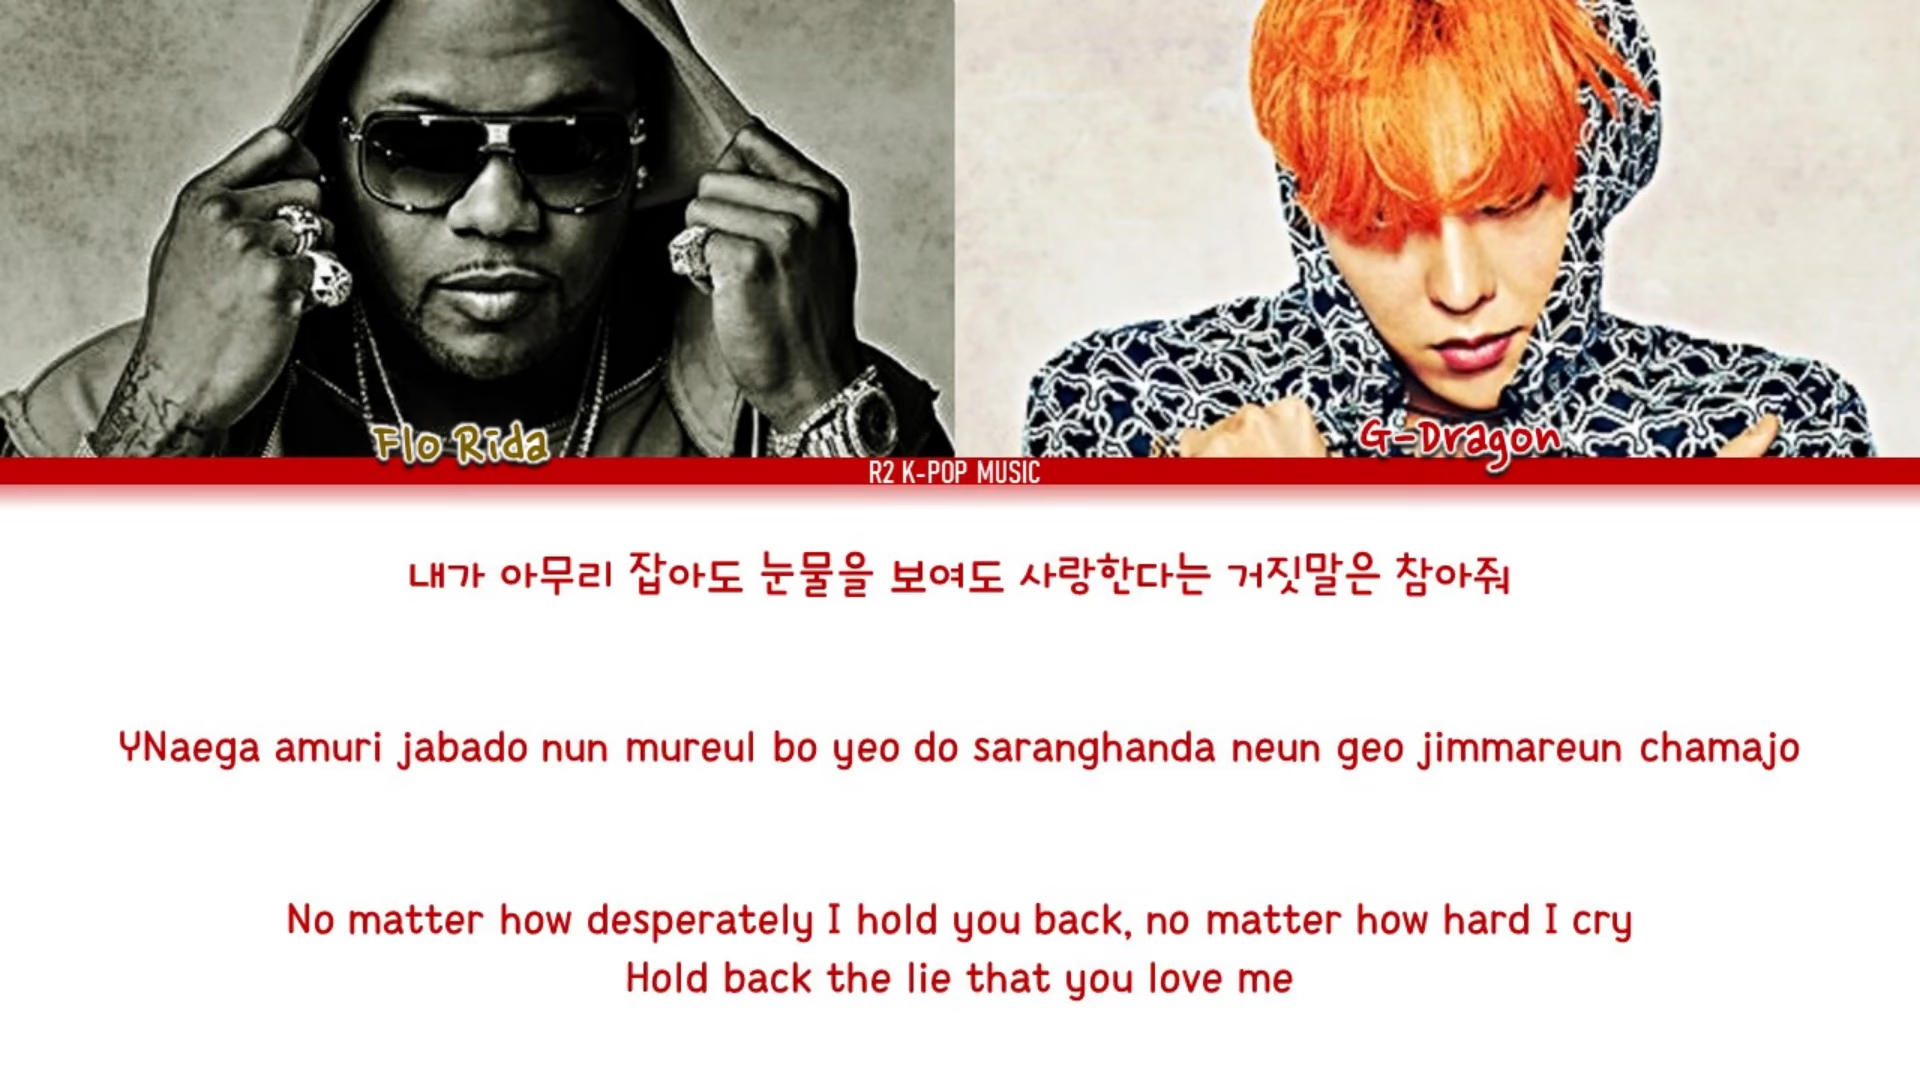 Flo Rida
G-Dragon
R2 K-POP MUSIC
내가 아무리 잡아도 눈물을 보여도 사랑한다는 거짓말은 참아줘
YNaega amuri jabado nun mureul bo yeo do saranghanda neun geo jimmareun chamajo
No matter how desperately I hold you back, no matter how hard I cry
Hold back the lie that you love me